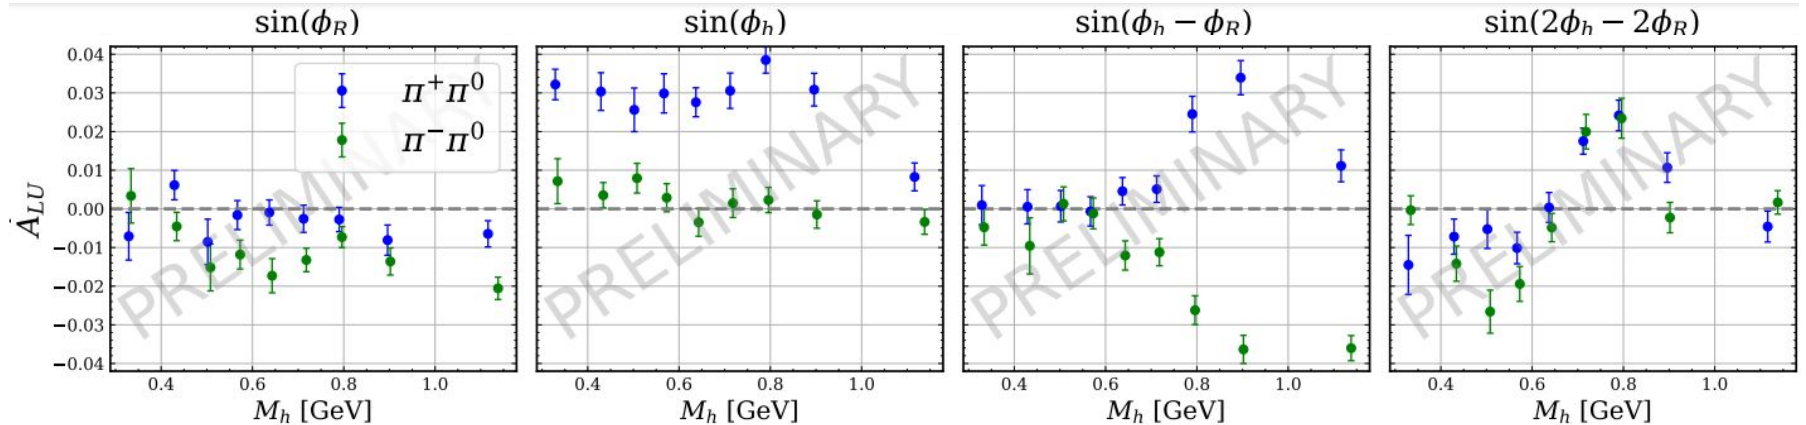 sin(ϕ_R) sin(ϕ_h) sin(ϕ_h − ϕ_R) sin(2ϕ_h − 2ϕ_R)
A_LU
0.04
0.03
0.02
0.01
0.00
−0.01
−0.02
−0.03
−0.04
π⁺π⁰
π⁻π⁰
PRELIMINARY PRELIMINARY PRELIMINARY PRELIMINARY
0.4 0.6 0.8 1.0 0.4 0.6 0.8 1.0 0.4 0.6 0.8 1.0 0.4 0.6 0.8 1.0
M_h [GeV] M_h [GeV] M_h [GeV] M_h [GeV]